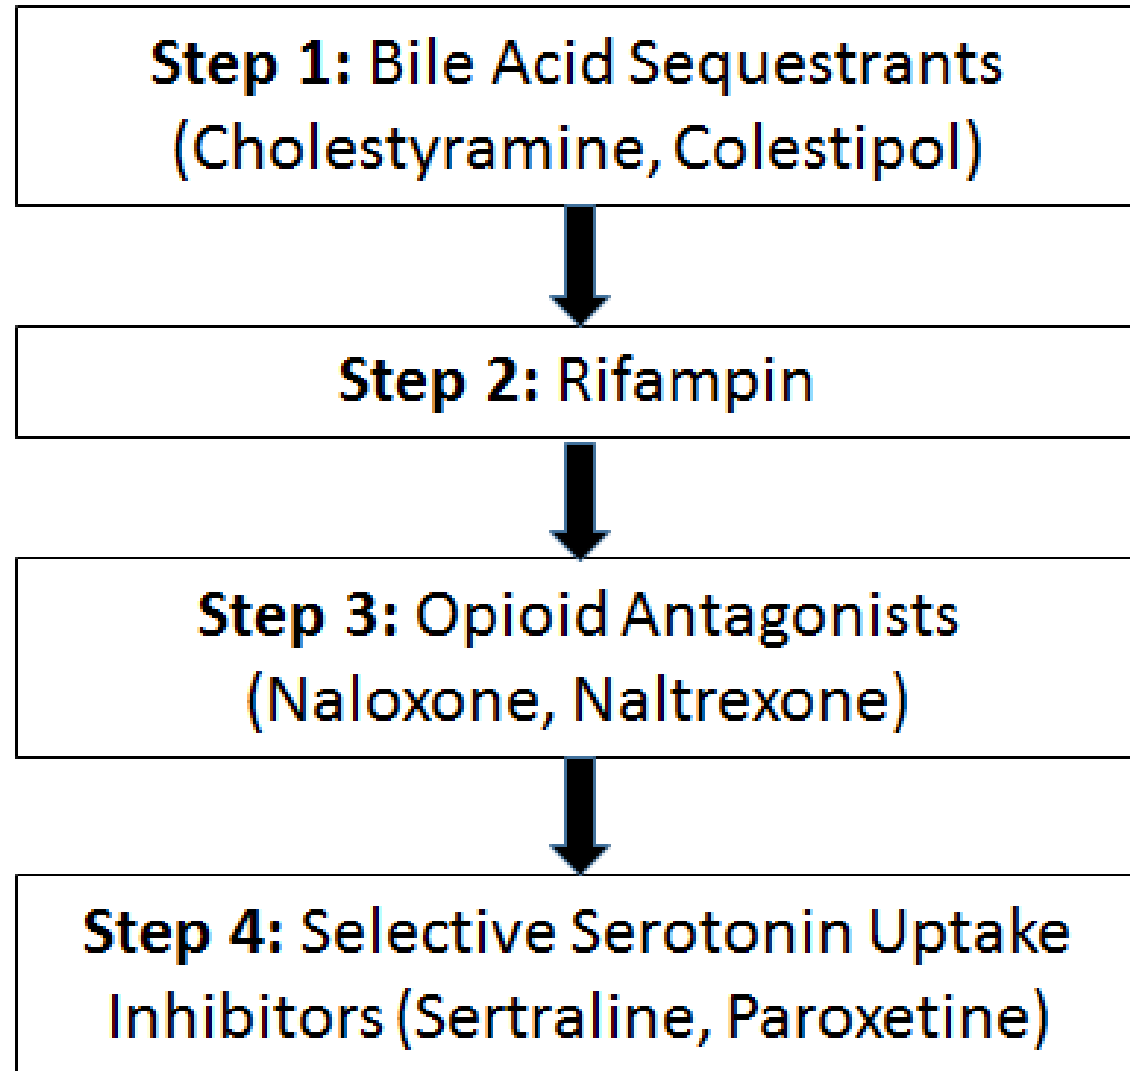 Step 1: Bile Acid Sequestrants
(Cholestyramine, Colestipol)
Step 2: Rifampin
Step 3: Opioid Antagonists
(Naloxone, Naltrexone)
Step 4: Selective Serotonin Uptake
Inhibitors (Sertraline, Paroxetine)